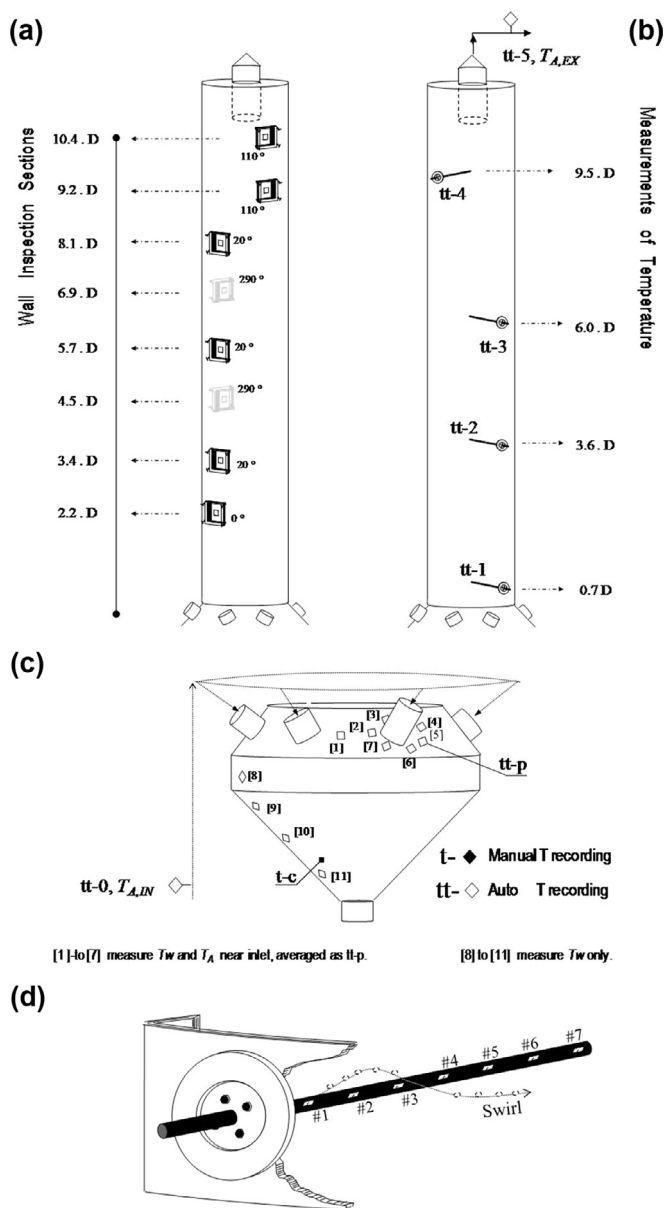 (a)
(b)
tt-5, T_A,EX
Wall Inspection Sections
10.4 . D
110 °
9.2 . D
110 °
8.1 . D
20 °
6.9 . D
290 °
5.7 . D
20 °
4.5 . D
290 °
3.4 . D
20 °
2.2 . D
0 °
Measurements of Temperature
9.5 . D
tt-4
6.0 . D
tt-3
tt-2
3.6 . D
tt-1
0.7 D
(c)
[1]
[2]
[3]
[4]
[5]
[6]
[7]
tt-p
[8]
[9]
[10]
[11]
t-c
tt-0, T_A,IN
t- ◆ Manual T recording
tt- ◇ Auto T recording
[1]-to [7] measure Tw and T_A near inlet, averaged as tt-p.
[8] to [11] measure Tw only.
(d)
#1
#2
#3
#4
#5
#6
#7
Swirl